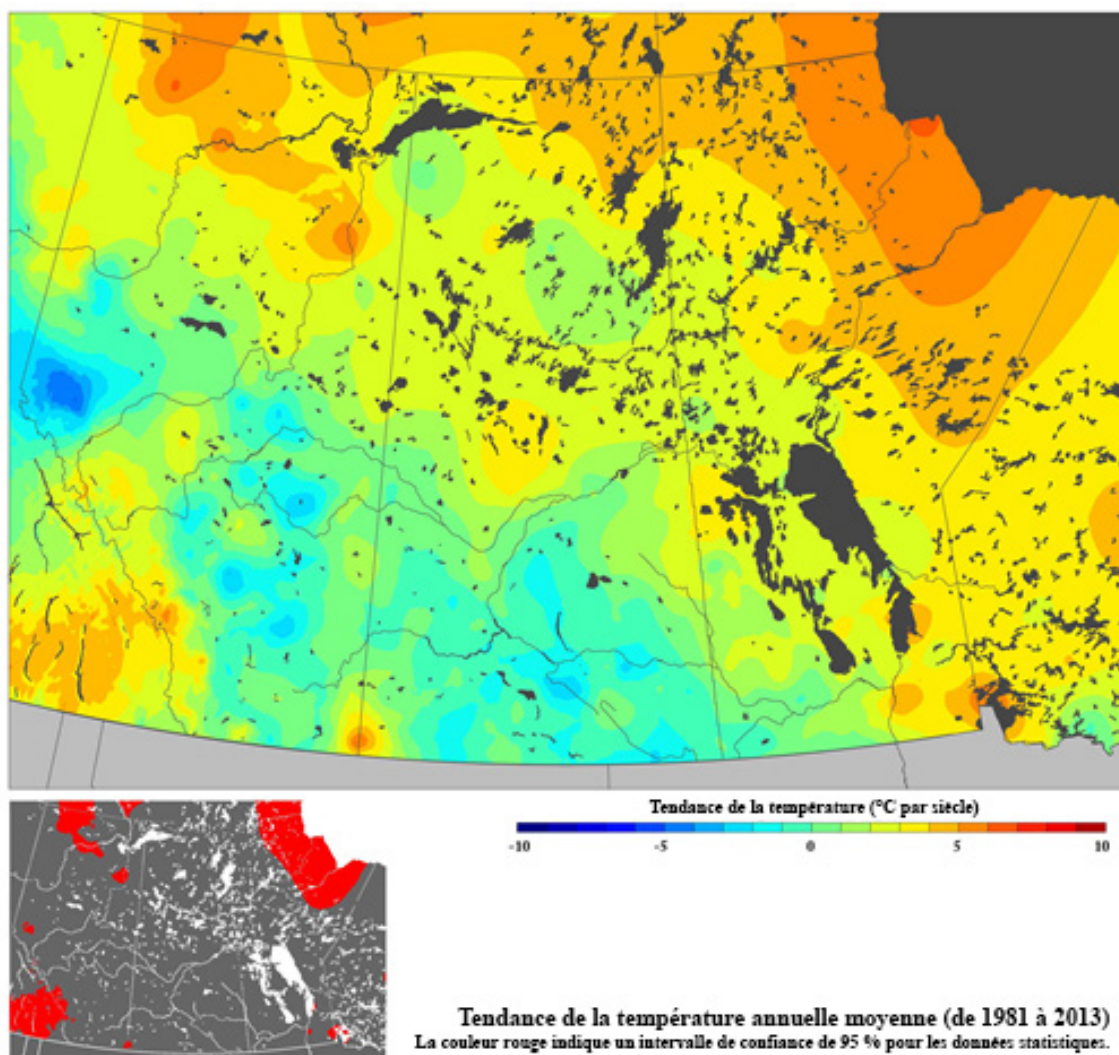 Tendance de la température (°C par siècle)
-10 -5 0 5 10
Tendance de la température annuelle moyenne (de 1981 à 2013)
La couleur rouge indique un intervalle de confiance de 95 % pour les données statistiques.